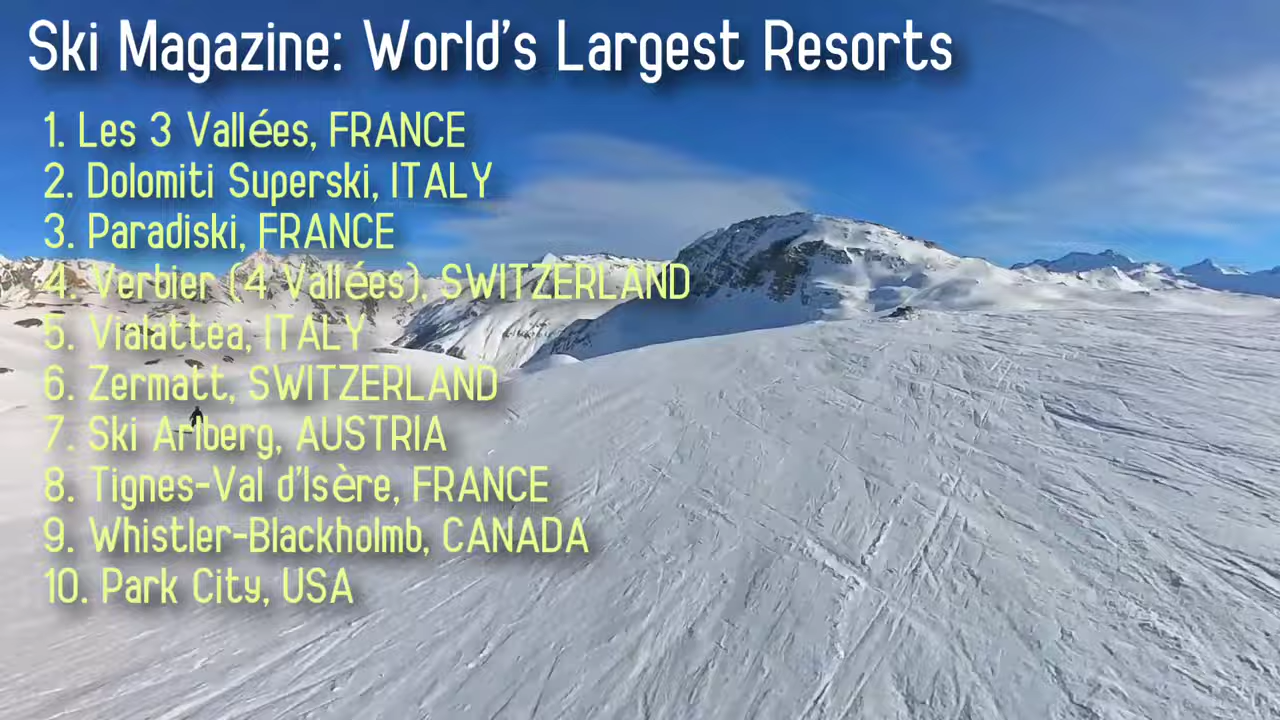 Ski Magazine: World's Largest Resorts
1. Les 3 Vallées, FRANCE
2. Dolomiti Superski, ITALY
3. Paradiski, FRANCE
4. Verbier (4 Vallées), SWITZERLAND
5. Vialattea, ITALY
6. Zermatt, SWITZERLAND
7. Ski Arlberg, AUSTRIA
8. Tignes-Val d'Isère, FRANCE
9. Whistler-Blackholmb, CANADA
10. Park City, USA